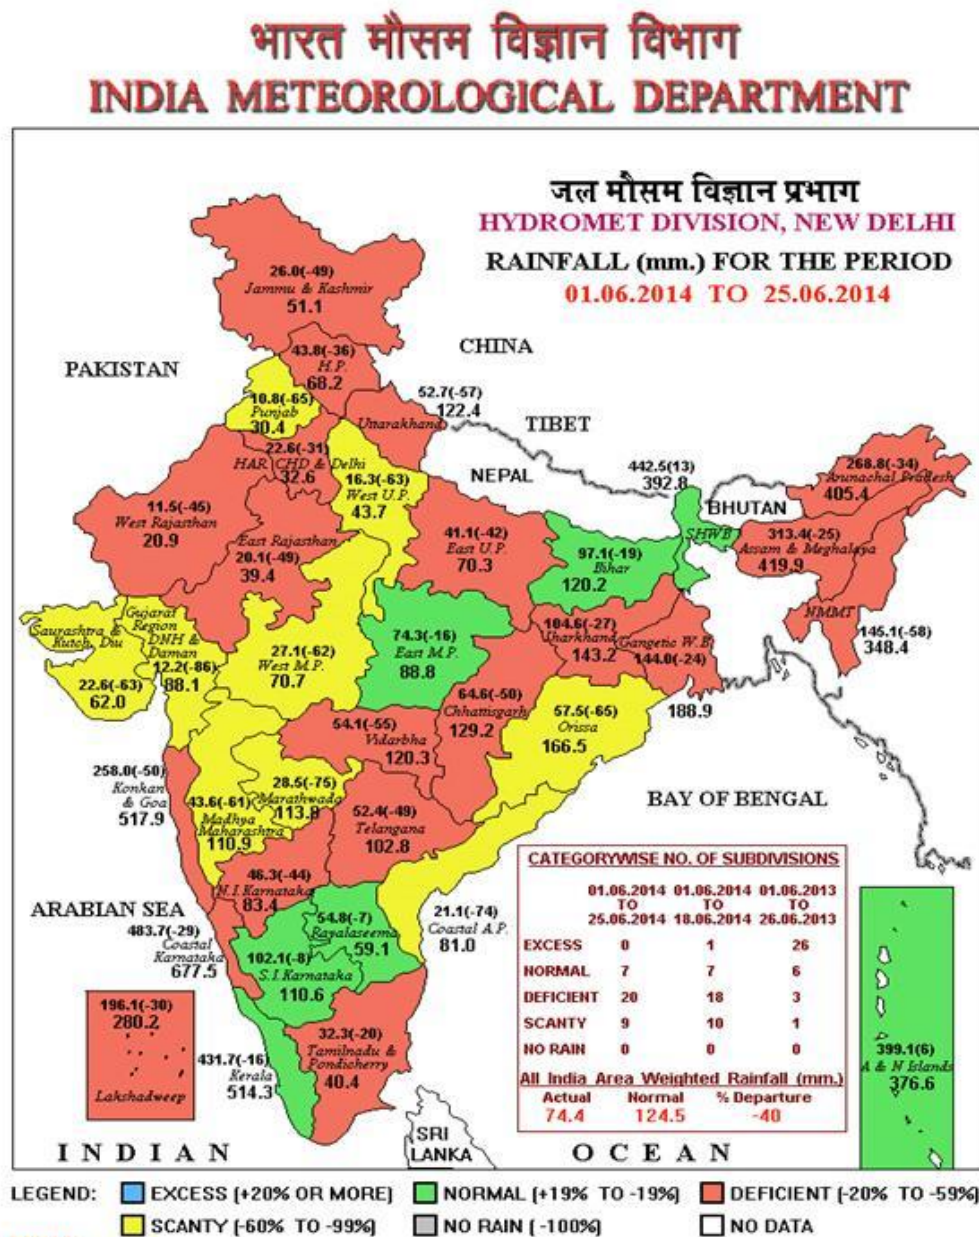 भारत मौसम विज्ञान विभाग
INDIA METEOROLOGICAL DEPARTMENT
जल मौसम विज्ञान प्रभाग
HYDROMET DIVISION, NEW DELHI
RAINFALL (mm.) FOR THE PERIOD
01.06.2014 TO 25.06.2014
26.0(-49)
Jammu & Kashmir
51.1
PAKISTAN
CHINA
43.8(-36)
H.P.
68.2
10.8(-65)
Punjab
30.4
52.7(-57)
122.4
Uttarakhand
TIBET
22.6(-31)
HAR, CHD & Delhi
32.6
NEPAL
16.3(-63)
West U.P.
43.7
442.5(13)
392.8
SHWB
BHUTAN
268.8(-34)
Arunachal Pradesh
405.4
11.5(-45)
West Rajasthan
20.9
East Rajasthan
20.1(-49)
39.4
41.1(-42)
East U.P.
70.3
97.1(-19)
Bihar
120.2
313.4(-25)
Assam & Meghalaya
419.9
NMMT
145.1(-58)
348.4
Saurashtra &
Kutch, Diu
22.6(-63)
62.0
Gujarat
Region
DNH &
Daman
12.2(-86)
88.1
27.1(-62)
West M.P.
70.7
74.3(-16)
East M.P.
88.8
104.6(-27)
Jharkhand
143.2
Gangetic W.B
144.0(-24)
188.9
64.6(-50)
Chhattisgarh
129.2
57.5(-65)
Orissa
166.5
54.1(-55)
Vidarbha
120.3
258.0(-50)
Konkan
& Goa
517.9
43.6(-61)
Madhya
Maharashtra
110.9
28.5(-75)
Marathwada
113.8
52.4(-49)
Telangana
102.8
BAY OF BENGAL
46.3(-44)
N.I.Karnataka
83.4
ARABIAN SEA
483.7(-29)
Coastal
Karnataka
677.5
54.8(-7)
Rayalaseema
59.1
21.1(-74)
Coastal A.P.
81.0
102.1(-8)
S.I.Karnataka
110.6
196.1(-30)
280.2
Lakshadweep
431.7(-16)
Kerala
514.3
32.3(-20)
Tamilnadu &
Pondicherry
40.4
399.1(6)
A & N Islands
376.6
SRI
LANKA
INDIAN OCEAN
CATEGORYWISE NO. OF SUBDIVISIONS
01.06.2014 01.06.2014 01.06.2013
TO TO TO
25.06.2014 18.06.2014 26.06.2013
EXCESS 0 1 26
NORMAL 7 7 6
DEFICIENT 20 18 3
SCANTY 9 10 1
NO RAIN 0 0 0
All India Area Weighted Rainfall (mm.)
Actual Normal % Departure
74.4 124.5 -40
LEGEND: EXCESS (+20% OR MORE) NORMAL (+19% TO -19%) DEFICIENT (-20% TO -59%)
SCANTY (-60% TO -99%) NO RAIN (-100%) NO DATA